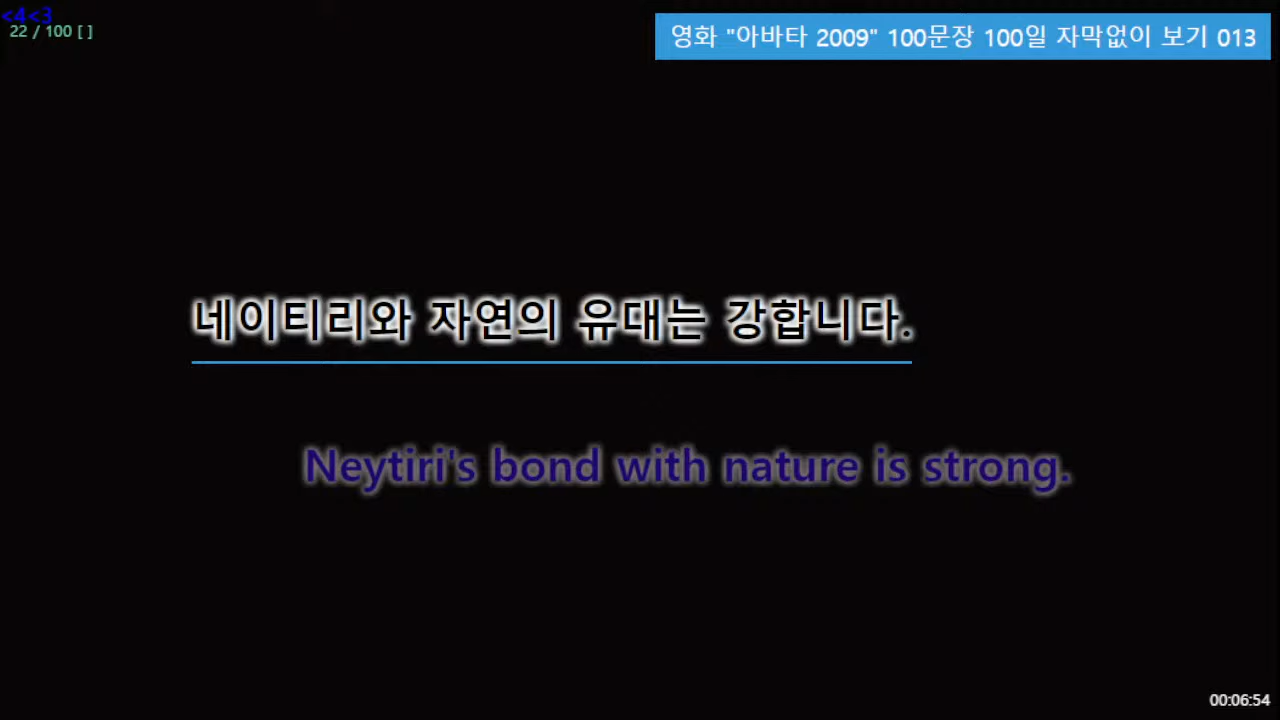 <4<3
22 / 100 [ ]
영화 "아바타 2009" 100문장 100일 자막없이 보기 013
네이티리와 자연의 유대는 강합니다.
Neytiri's bond with nature is strong.
00:06:54